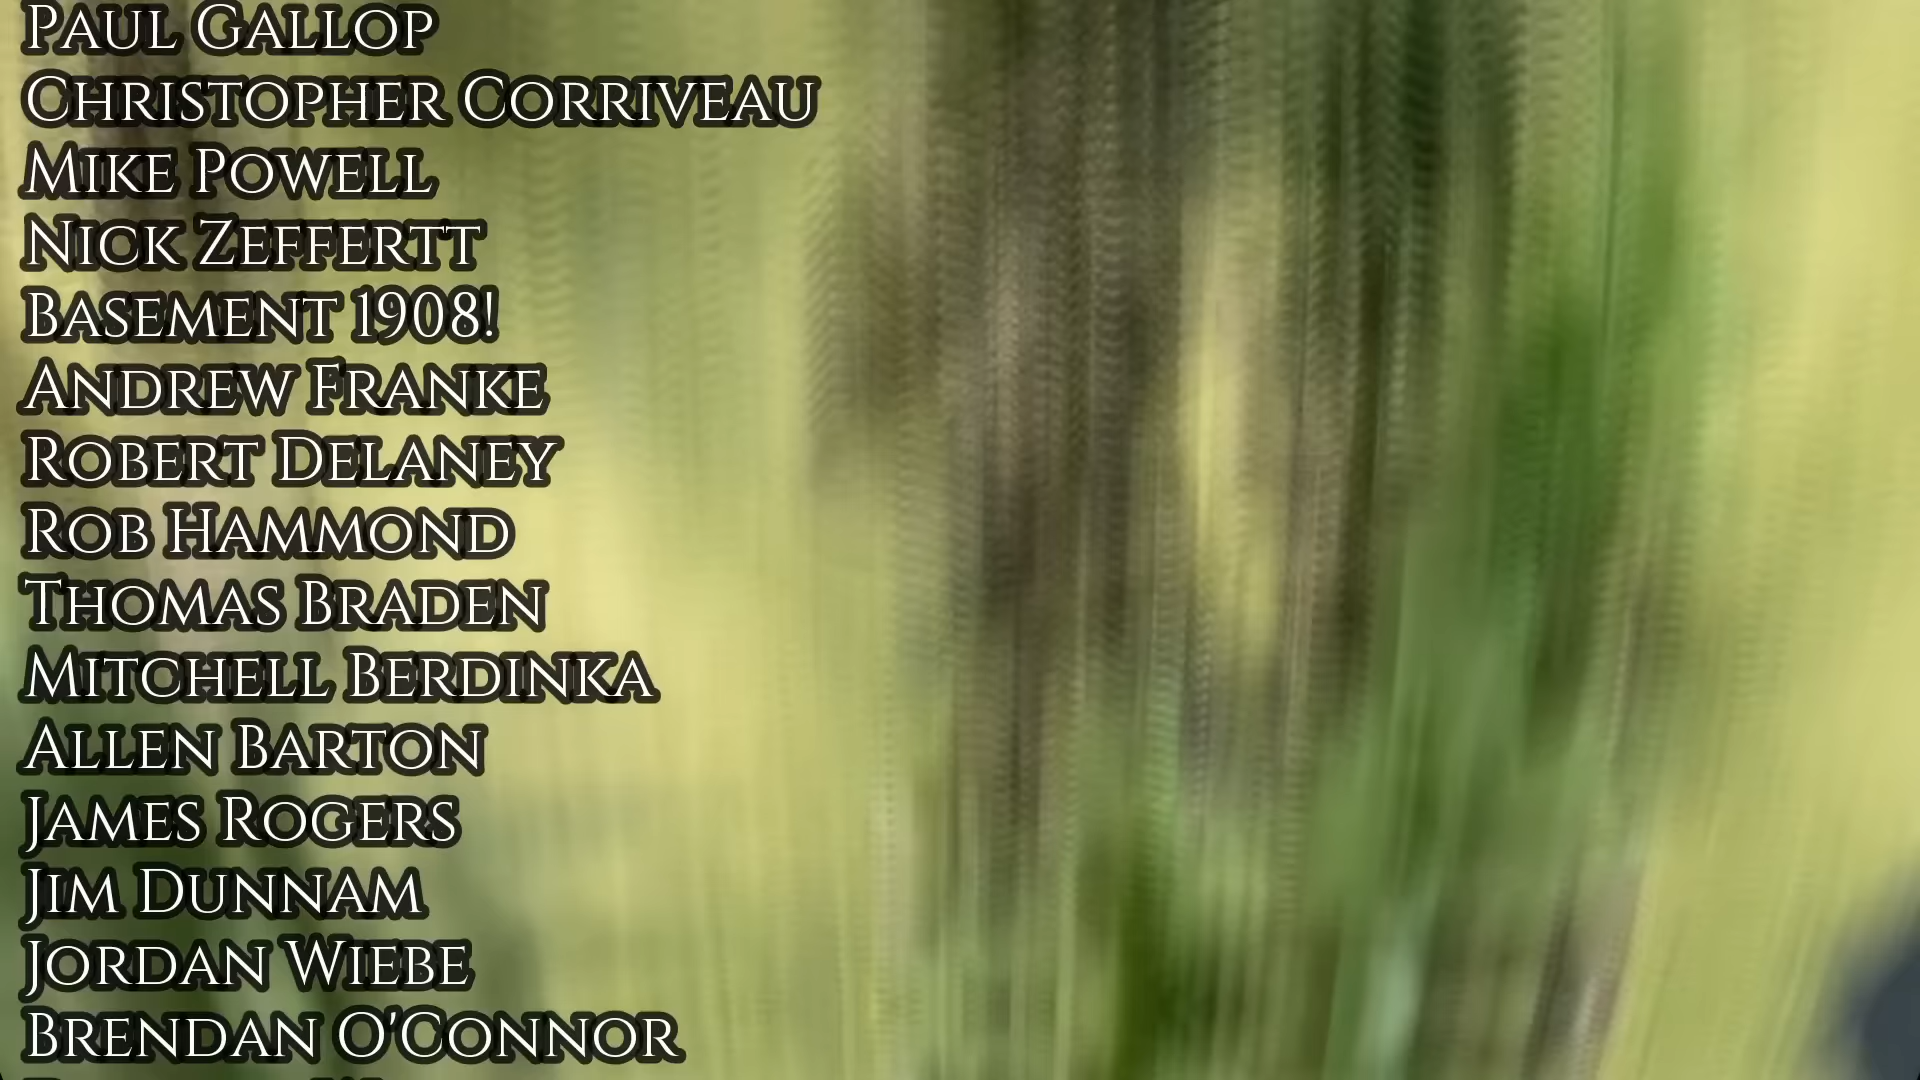 Paul Gallop
Christopher Corriveau
Mike Powell
Nick Zeffertt
Basement 1908!
Andrew Franke
Robert Delaney
Rob Hammond
Thomas Braden
Mitchell Berdinka
Allen Barton
James Rogers
Jim Dunnam
Jordan Wiebe
Brendan O'Connor